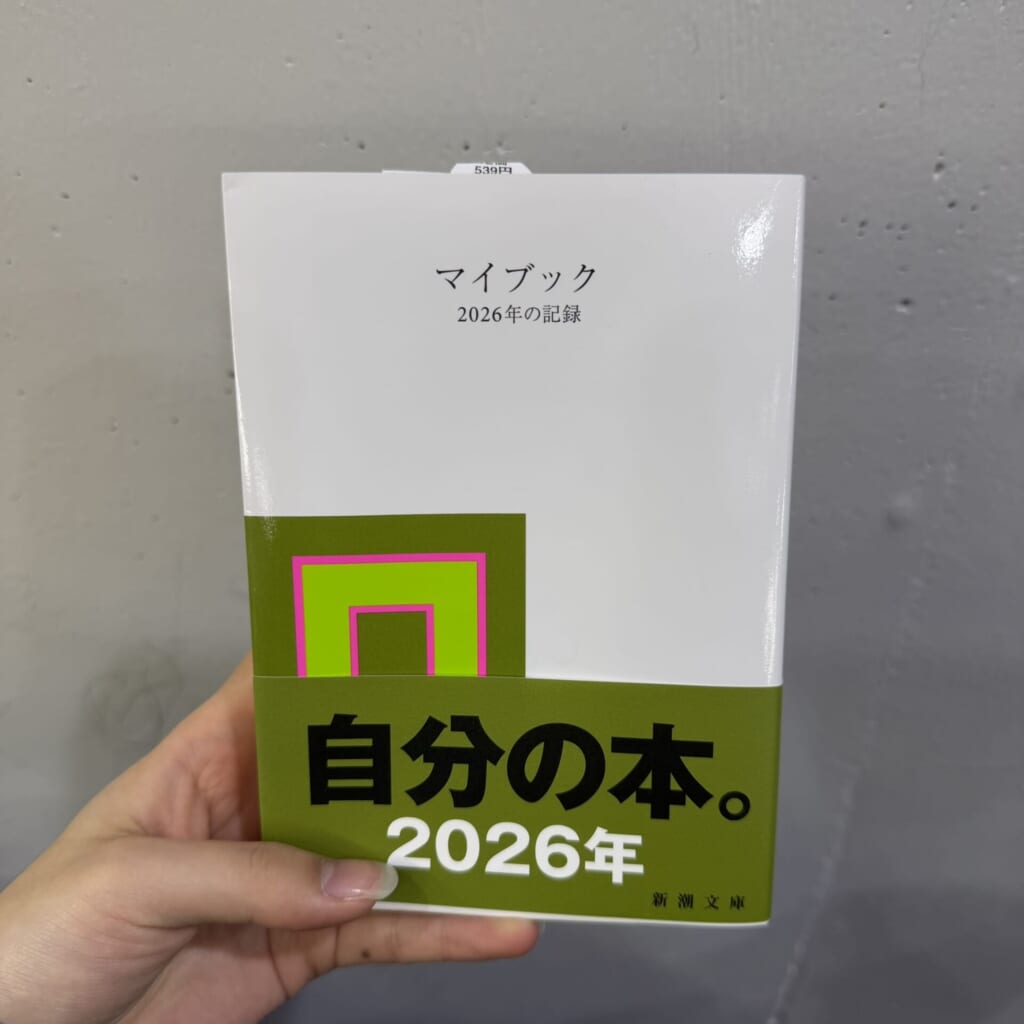 539円
マイブック
2026年の記録
自分の本。
2026年
新潮文庫